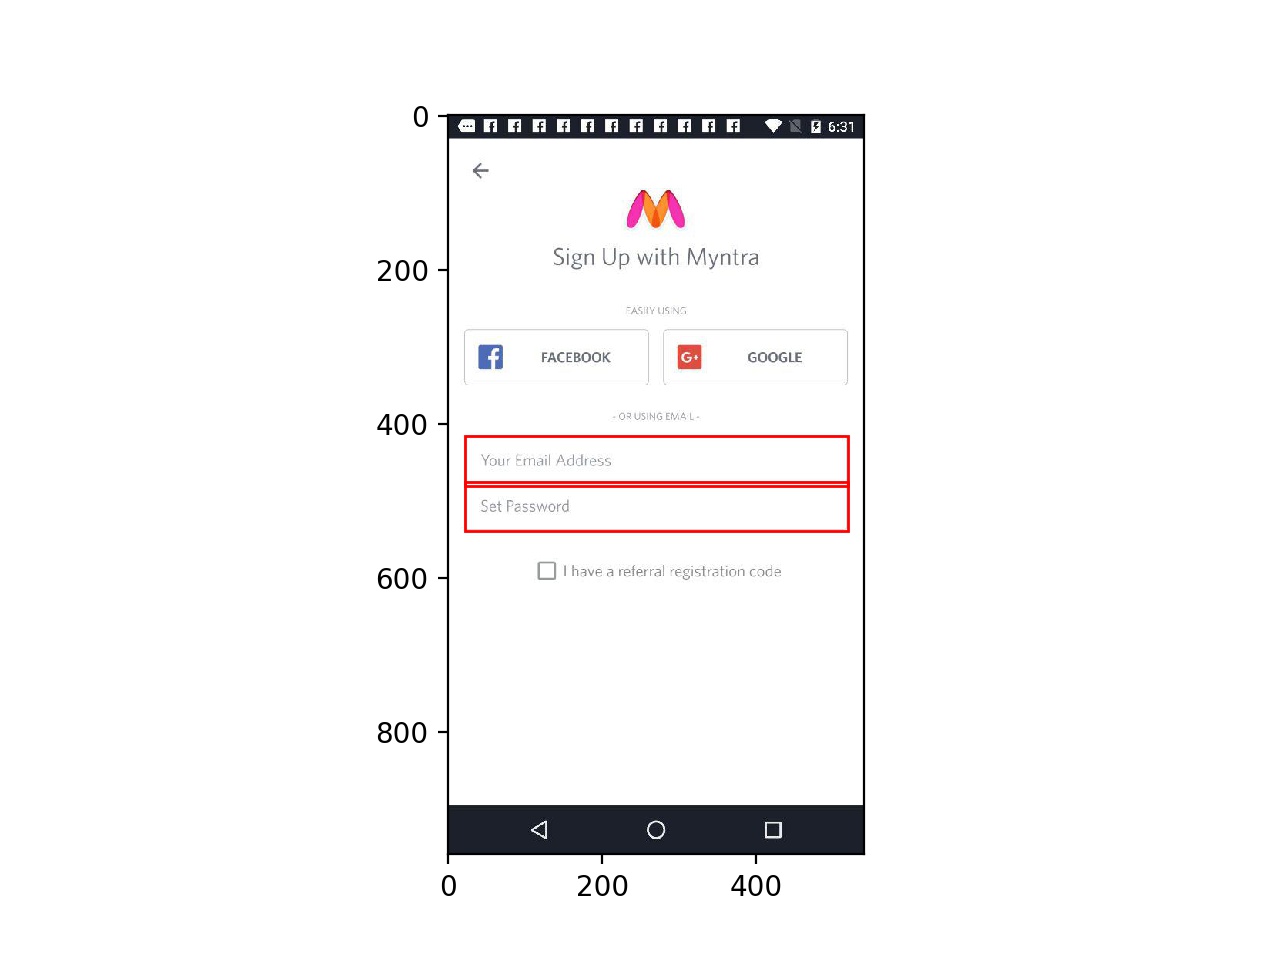 0
200
400
600
800
6:31
Sign Up with Myntra
EASILY USING
FACEBOOK
GOOGLE
- OR USING EMAIL -
Your Email Address
Set Password
I have a referral registration code
0 200 400